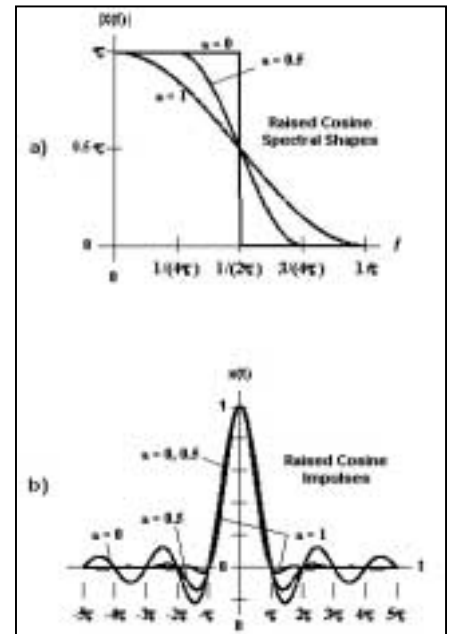 |X(f)|
α = 0
α = 0.5
α = 1
Raised Cosine
Spectral Shapes
a)
0.5 τ
0
f
0
1/(4τ)
1/(2τ)
3/(4τ)
1/τ
x(t)
1
α = 0, 0.5
Raised Cosine
Impulses
b)
α = 0
α = 0.5
α = 1
0
t
-5τ
-4τ
-3τ
-2τ
-τ
τ
2τ
3τ
4τ
5τ
0